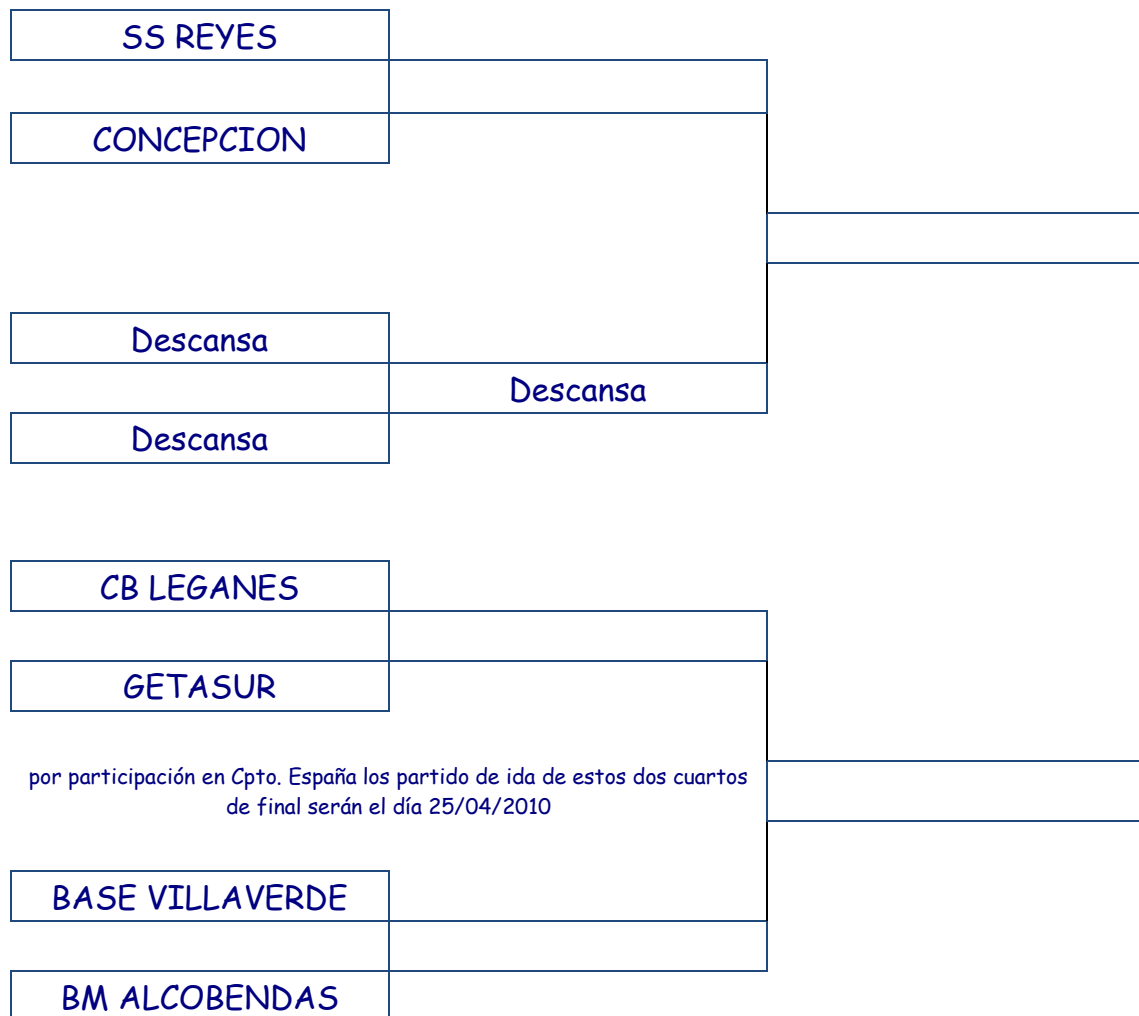 SS REYES
CONCEPCION
Descansa
Descansa
Descansa
CB LEGANES
GETASUR
por participación en Cpto. España los partido de ida de estos dos cuartos
de final serán el día 25/04/2010
BASE VILLAVERDE
BM ALCOBENDAS